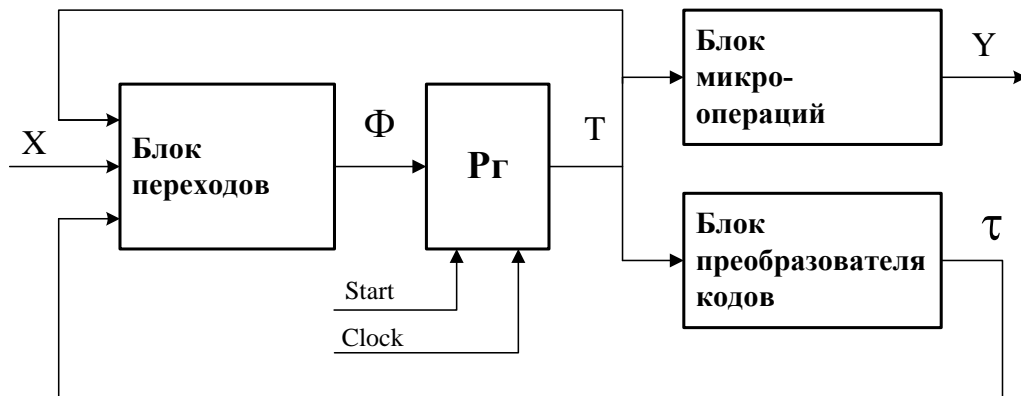 X
Блок
переходов
Φ
Рг
T
Блок
микро-
операций
Y
Блок
преобразователя
кодов
τ
Start
Clock